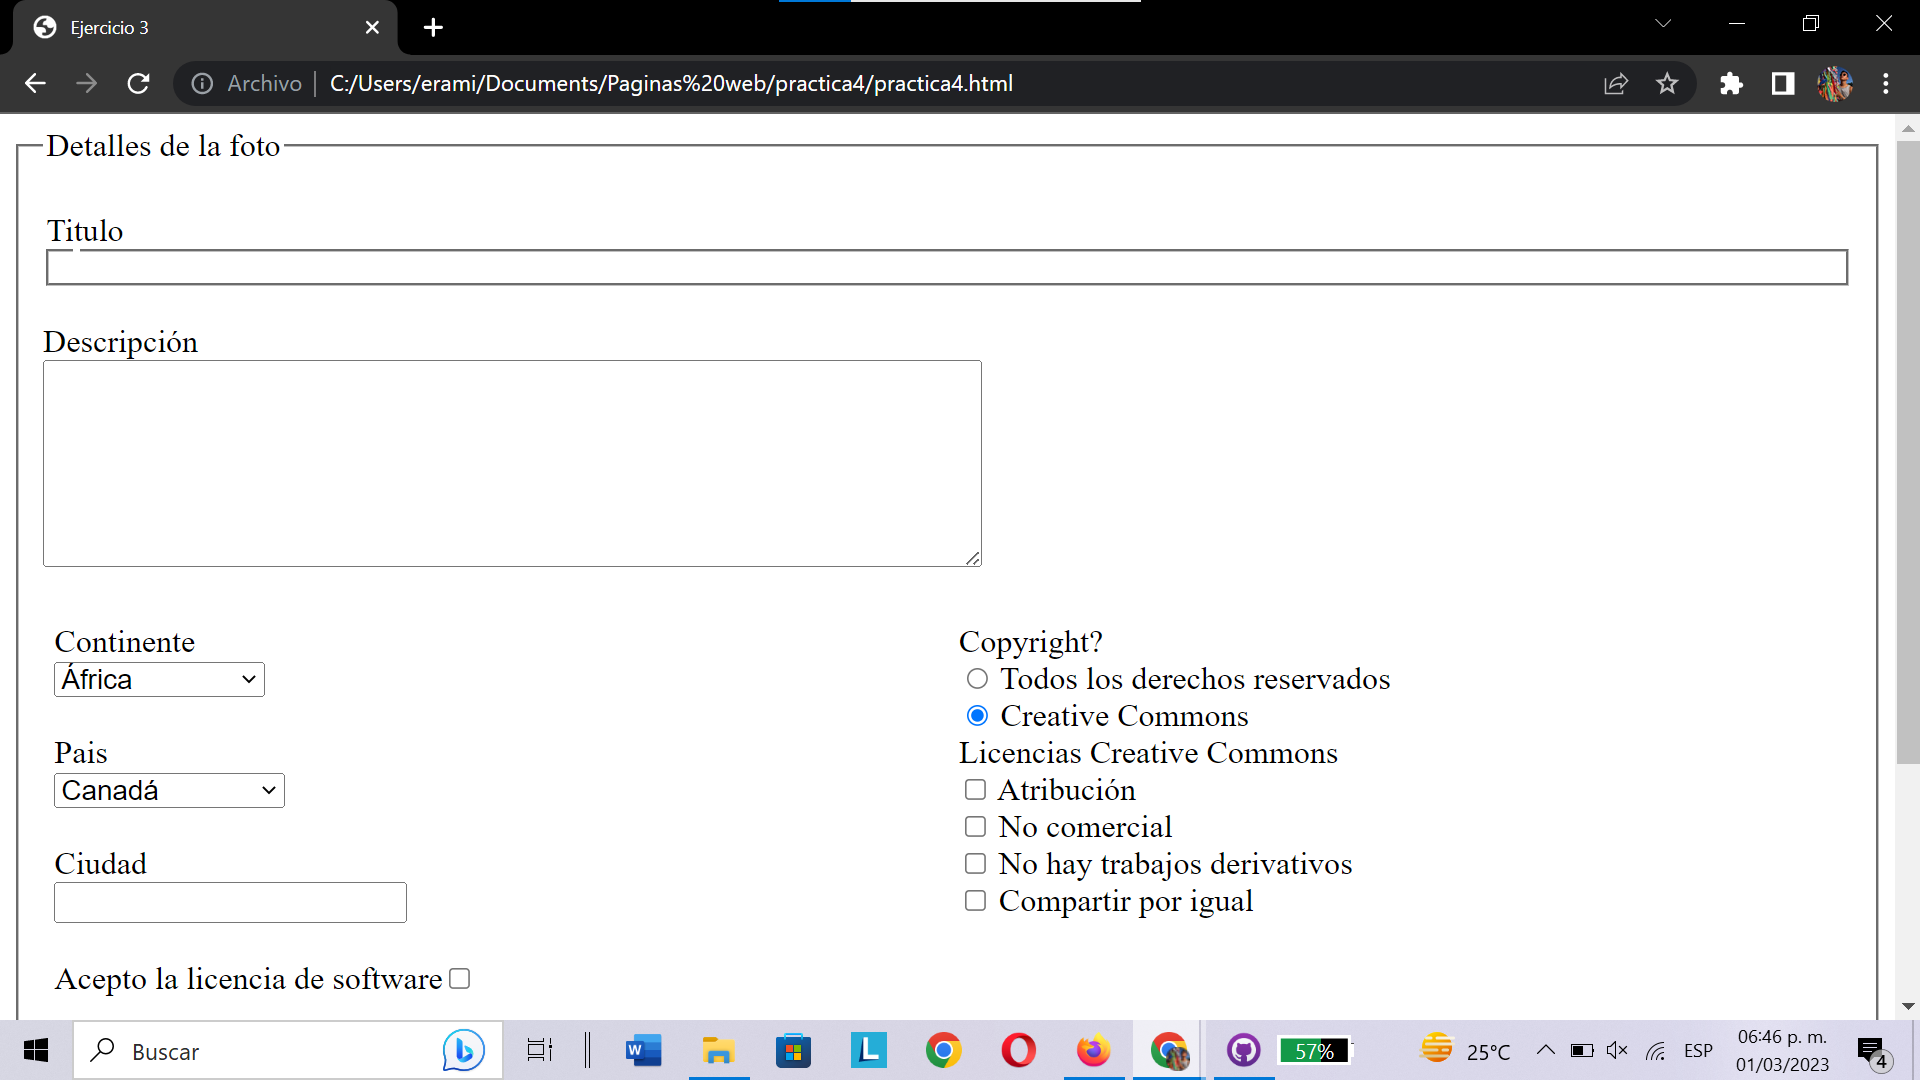 Ejercicio 3
Archivo
C:/Users/erami/Documents/Paginas%20web/practica4/practica4.html
Detalles de la foto
Titulo
Descripción
Continente
África
Pais
Canadá
Ciudad
Acepto la licencia de software
Copyright?
Todos los derechos reservados
Creative Commons
Licencias Creative Commons
Atribución
No comercial
No hay trabajos derivativos
Compartir por igual
Buscar
W
L
57%
25°C
ESP
06:46 p. m.
01/03/2023
4